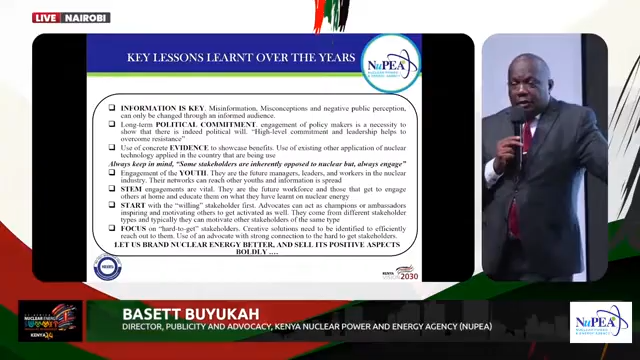 LIVE NAIROBI
KEY LESSONS LEARNT OVER THE YEARS
NuPEA
INFORMATION IS KEY. Misinformation, Misconceptions and negative public perception,
can only be changed through an informed audience.
Long-term POLITICAL COMMITMENT. engagement of policy makers is a necessity to
show that there is indeed political will. "High-level commitment and leadership helps to
overcome resistance"
Use of concrete EVIDENCE to showcase benefits. Use of existing other application of nuclear
technology applied in the country that are being use
Always keep in mind, "Some stakeholders are inherently opposed to nuclear but, always engage"
Engagement of the YOUTH. They are the future managers, leaders, and workers in the nuclear
industry. Their networks can reach other youths and information is spread
STEM engagements are vital. They are the future workforce and those that get to engage
others at home and educate them on what they have learnt on nuclear energy
START with the "willing" stakeholder first. Advocates can act as champions or ambassadors
inspiring and motivating others to get activated as well. They come from different stakeholder
types and typically they can motivate other stakeholders of the same type
FOCUS on "hard-to-get" stakeholders. Creative solutions need to be identified to efficiently
reach out to them. Use of an advocate with strong connection to the hard to get stakeholders.
LET US BRAND NUCLEAR ENERGY BETTER, AND SELL ITS POSITIVE ASPECTS
BOLDLY ....
KENYA
VISION 2030
NUCLEAR ENERGY
SUMMIT
KENYA 24
BASETT BUYUKAH
DIRECTOR, PUBLICITY AND ADVOCACY, KENYA NUCLEAR POWER AND ENERGY AGENCY (NUPEA)
NuPEA